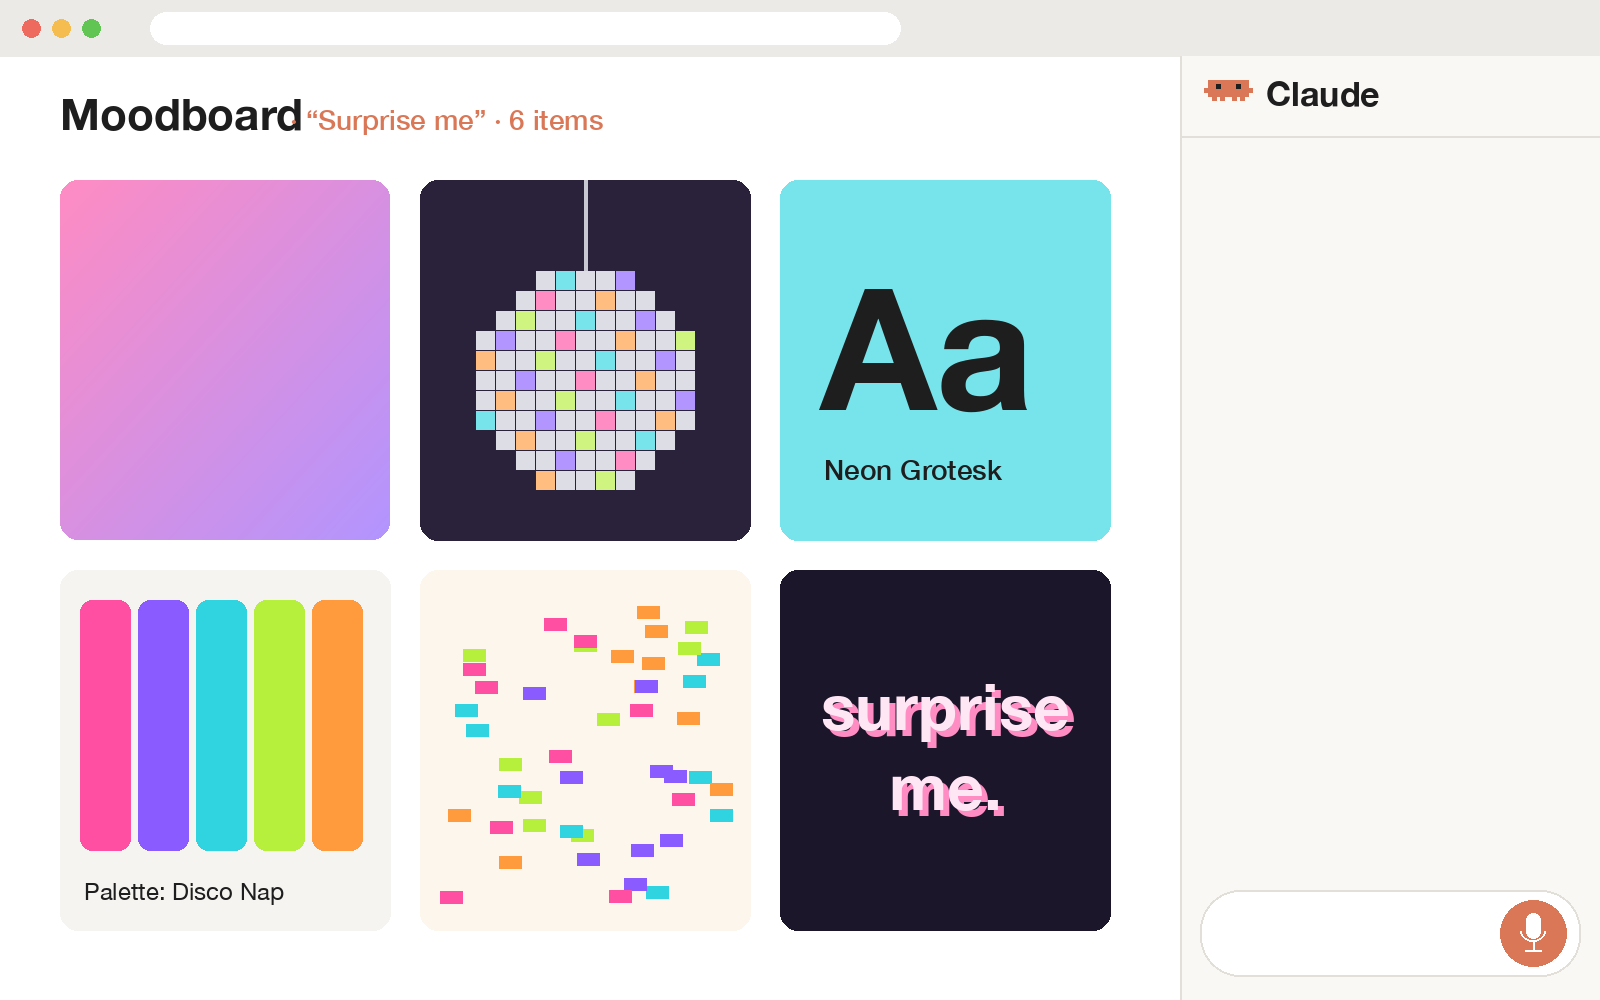 Moodboard · “Surprise me” · 6 items
Claude
Aa
Neon Grotesk
Palette: Disco Nap
surprise
me.